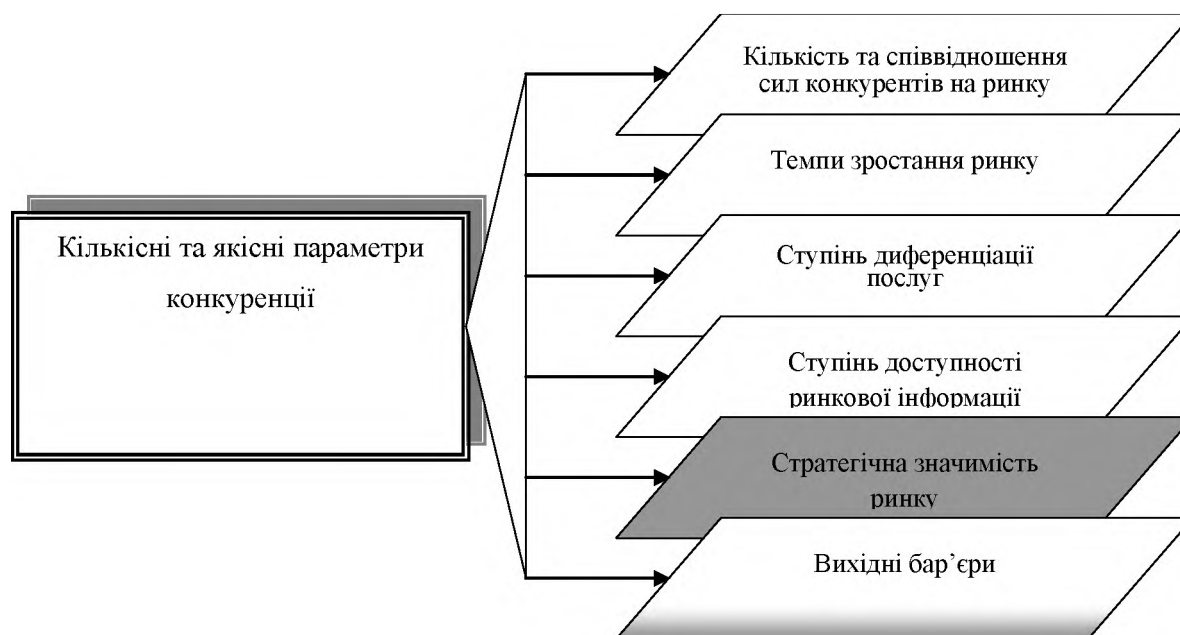 Кількість та співвідношення
сил конкурентів на ринку
Темпи зростання ринку
Кількісні та якісні параметри
конкуренції
Ступінь диференціації
послуг
Ступінь доступності
ринкової інформації
Стратегічна значимість
ринку
Вихідні бар’єри